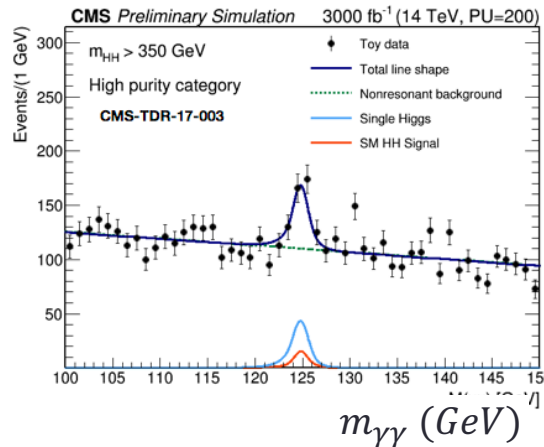 CMS Preliminary Simulation 3000 fb⁻¹ (14 TeV, PU=200)
Events/(1 GeV)
300
250
200
150
100
50
m_HH > 350 GeV
High purity category
CMS-TDR-17-003
Toy data
Total line shape
Nonresonant background
Single Higgs
SM HH Signal
100 105 110 115 120 125 130 135 140 145 150
m_γγ (GeV)